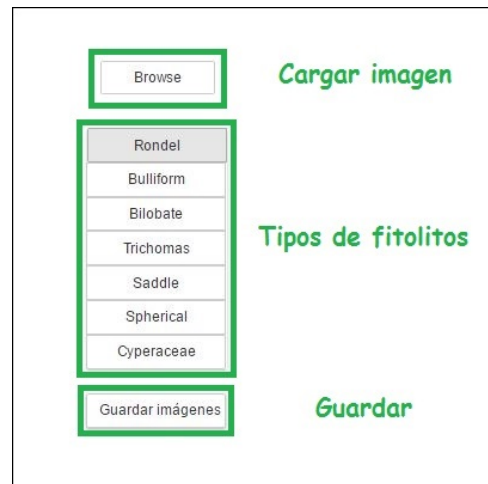 Browse
Cargar imagen
Rondel
Bulliform
Bilobate
Trichomas
Saddle
Spherical
Cyperaceae
Tipos de fitolitos
Guardar imágenes
Guardar